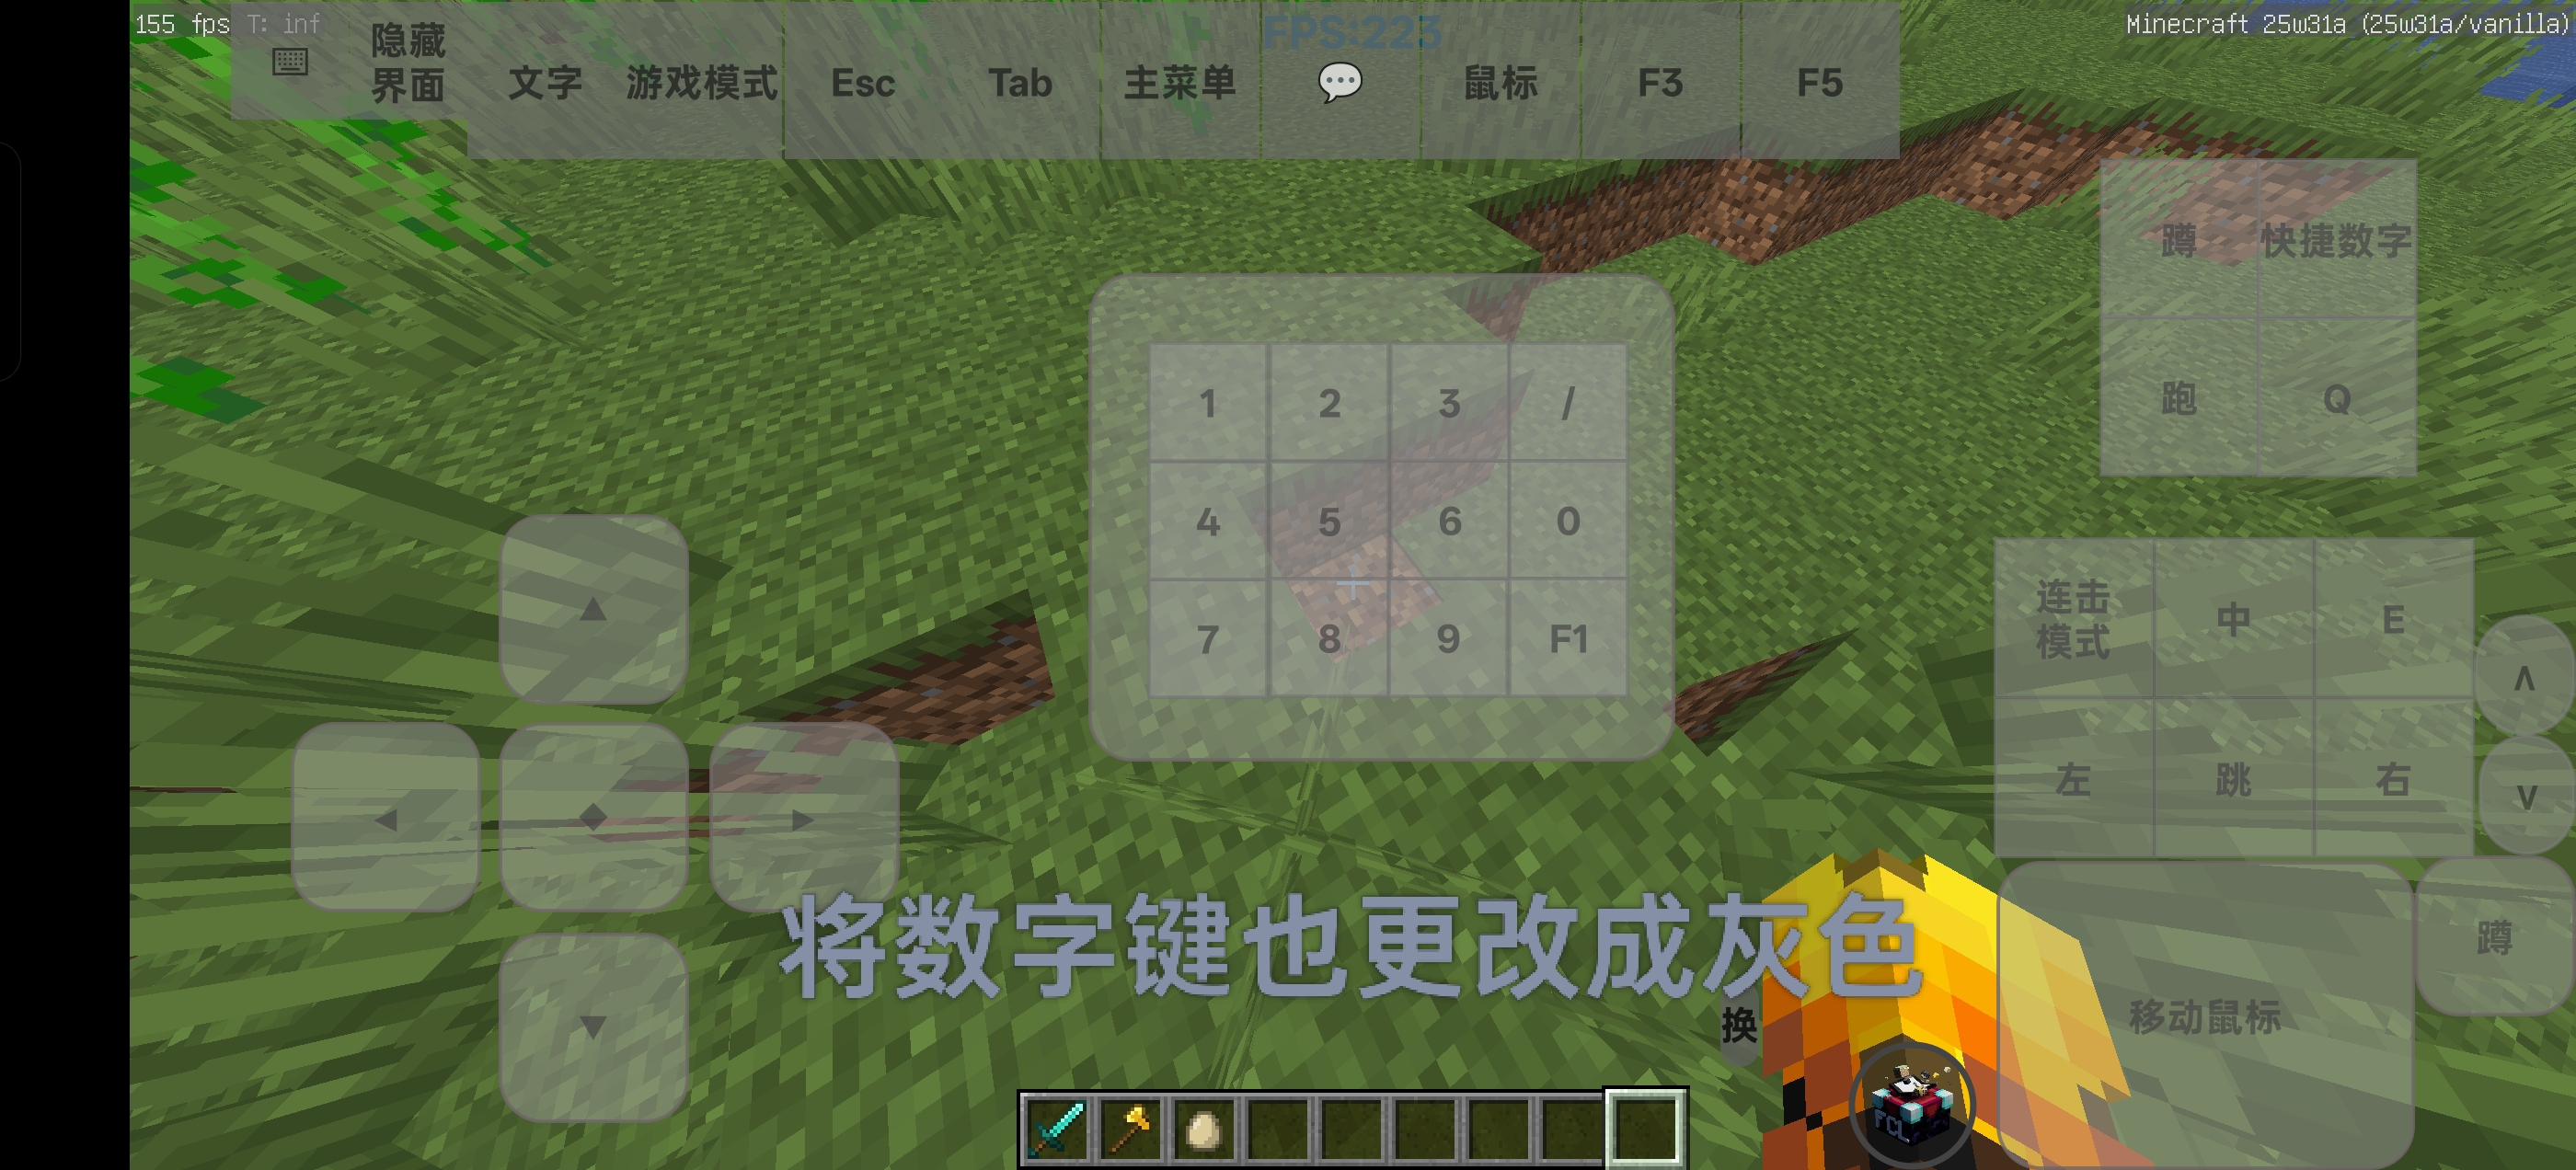 155 fps T: inf
FPS:223
Minecraft 25w31a (25w31a/vanilla)
隐藏
界面
文字 游戏模式 Esc Tab 主菜单 鼠标 F3 F5
蹲 快捷数字
跑 Q
1 2 3 /
4 5 6 0
7 8 9 F1
连击
模式
中 E
∧
左 跳 右
∨
将数字键也更改成灰色
蹲
换
移动鼠标
FCL